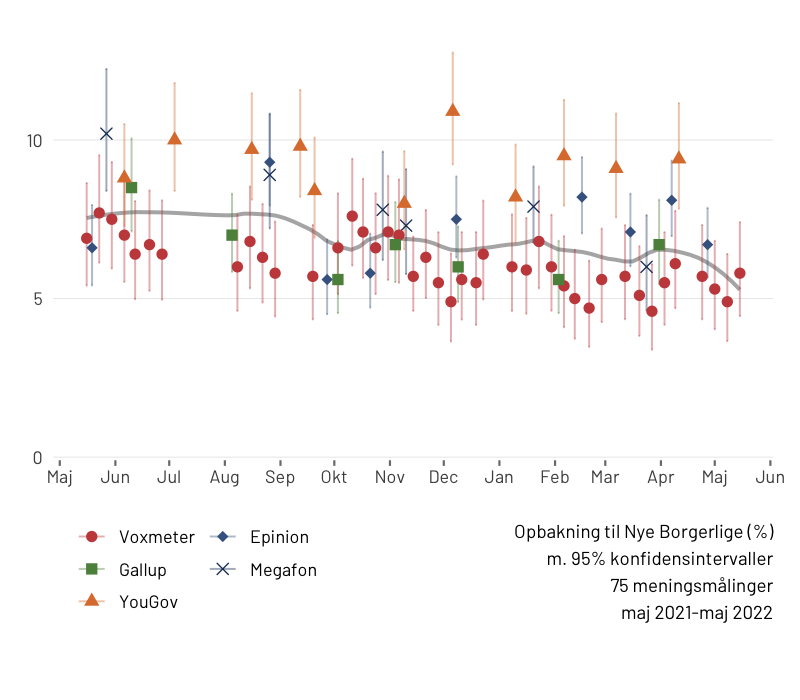 10
5
0
Maj Jun Jul Aug Sep Okt Nov Dec Jan Feb Mar Apr Maj Jun
Voxmeter Epinion
Gallup Megafon
YouGov
Opbakning til Nye Borgerlige (%)
m. 95% konfidensintervaller
75 meningsmålinger
maj 2021-maj 2022